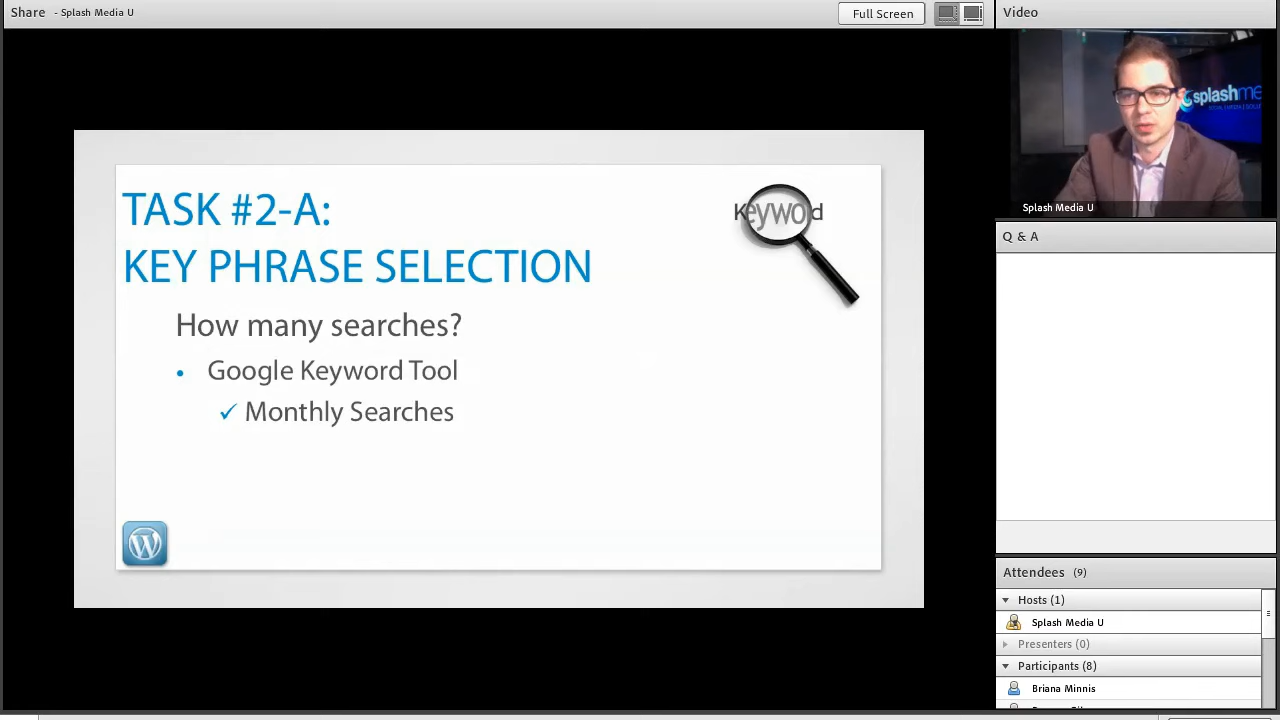 Share - Splash Media U
Full Screen
Video
TASK #2-A:
KEY PHRASE SELECTION
Keyword
How many searches?
• Google Keyword Tool
✓ Monthly Searches
splashme
Splash Media U
Q & A
Attendees (9)
Hosts (1)
Splash Media U
Presenters (0)
Participants (8)
Briana Minnis